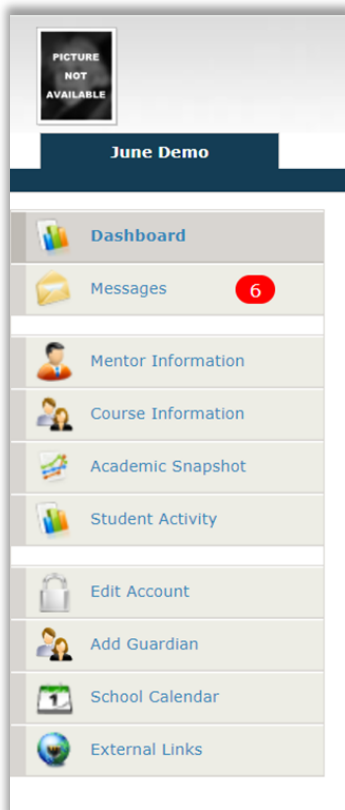 PICTURE
NOT
AVAILABLE
June Demo
Dashboard
Messages 6
Mentor Information
Course Information
Academic Snapshot
Student Activity
Edit Account
Add Guardian
1
School Calendar
External Links